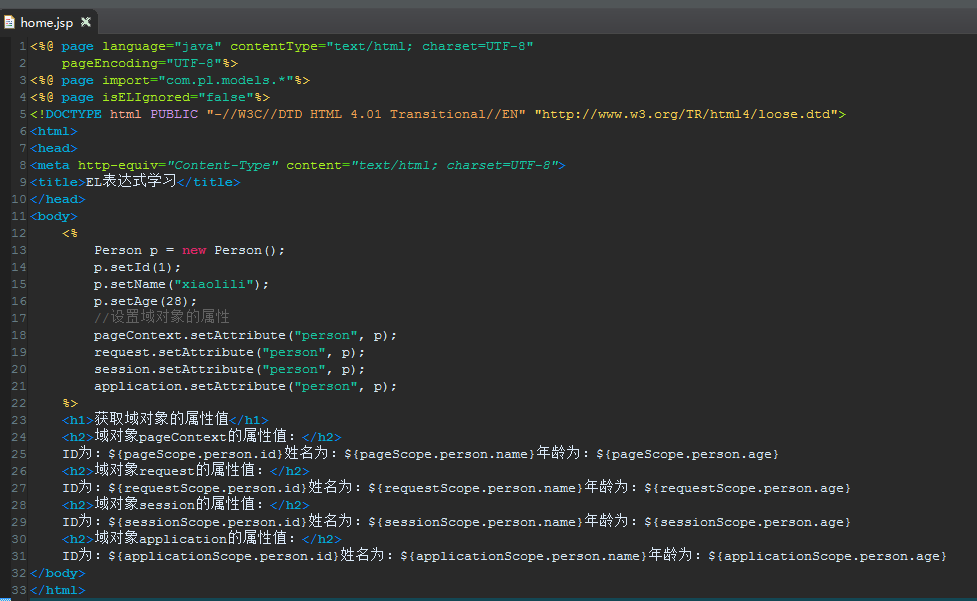 home.jsp
1 <%@ page language="java" contentType="text/html; charset=UTF-8"
2     pageEncoding="UTF-8"%>
3 <%@ page import="com.pl.models.*"%>
4 <%@ page isELIgnored="false"%>
5 <!DOCTYPE html PUBLIC "-//W3C//DTD HTML 4.01 Transitional//EN" "http://www.w3.org/TR/html4/loose.dtd">
6 <html>
7 <head>
8 <meta http-equiv="Content-Type" content="text/html; charset=UTF-8">
9 <title>EL表达式学习</title>
10 </head>
11 <body>
12     <%
13         Person p = new Person();
14         p.setId(1);
15         p.setName("xiaolili");
16         p.setAge(28);
17         //设置域对象的属性
18         pageContext.setAttribute("person", p);
19         request.setAttribute("person", p);
20         session.setAttribute("person", p);
21         application.setAttribute("person", p);
22     %>
23     <h1>获取域对象的属性值</h1>
24     <h2>域对象pageContext的属性值：</h2>
25     ID为：${pageScope.person.id}姓名为：${pageScope.person.name}年龄为：${pageScope.person.age}
26     <h2>域对象request的属性值：</h2>
27     ID为：${requestScope.person.id}姓名为：${requestScope.person.name}年龄为：${requestScope.person.age}
28     <h2>域对象session的属性值：</h2>
29     ID为：${sessionScope.person.id}姓名为：${sessionScope.person.name}年龄为：${sessionScope.person.age}
30     <h2>域对象application的属性值：</h2>
31     ID为：${applicationScope.person.id}姓名为：${applicationScope.person.name}年龄为：${applicationScope.person.age}
32 </body>
33 </html>